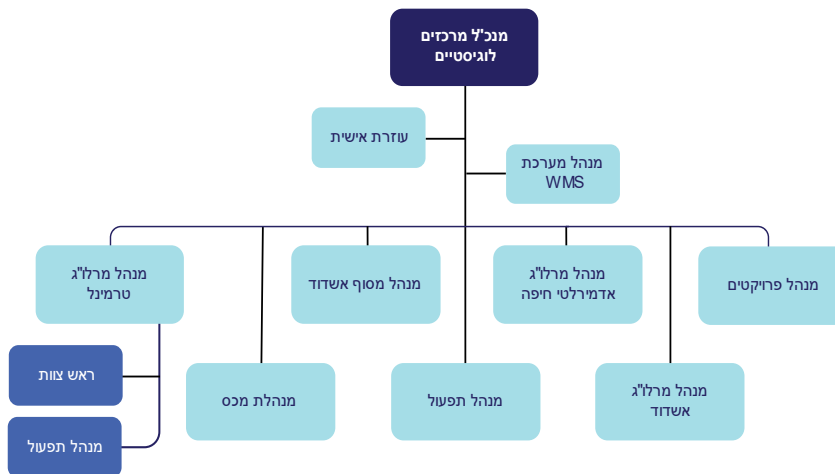 מנכ"ל מרכזים
לוגיסטיים
עוזרת אישית
מנהל מערכת
WMS
מנהל פרויקטים
מנהל מרלו"ג
אדמירלטי חיפה
מנהל מסוף אשדוד
מנהל מרלו"ג
טרמינל
מנהל מרלו"ג
אשדוד
מנהל תפעול
מנהלת מכס
ראש צוות
מנהל תפעול